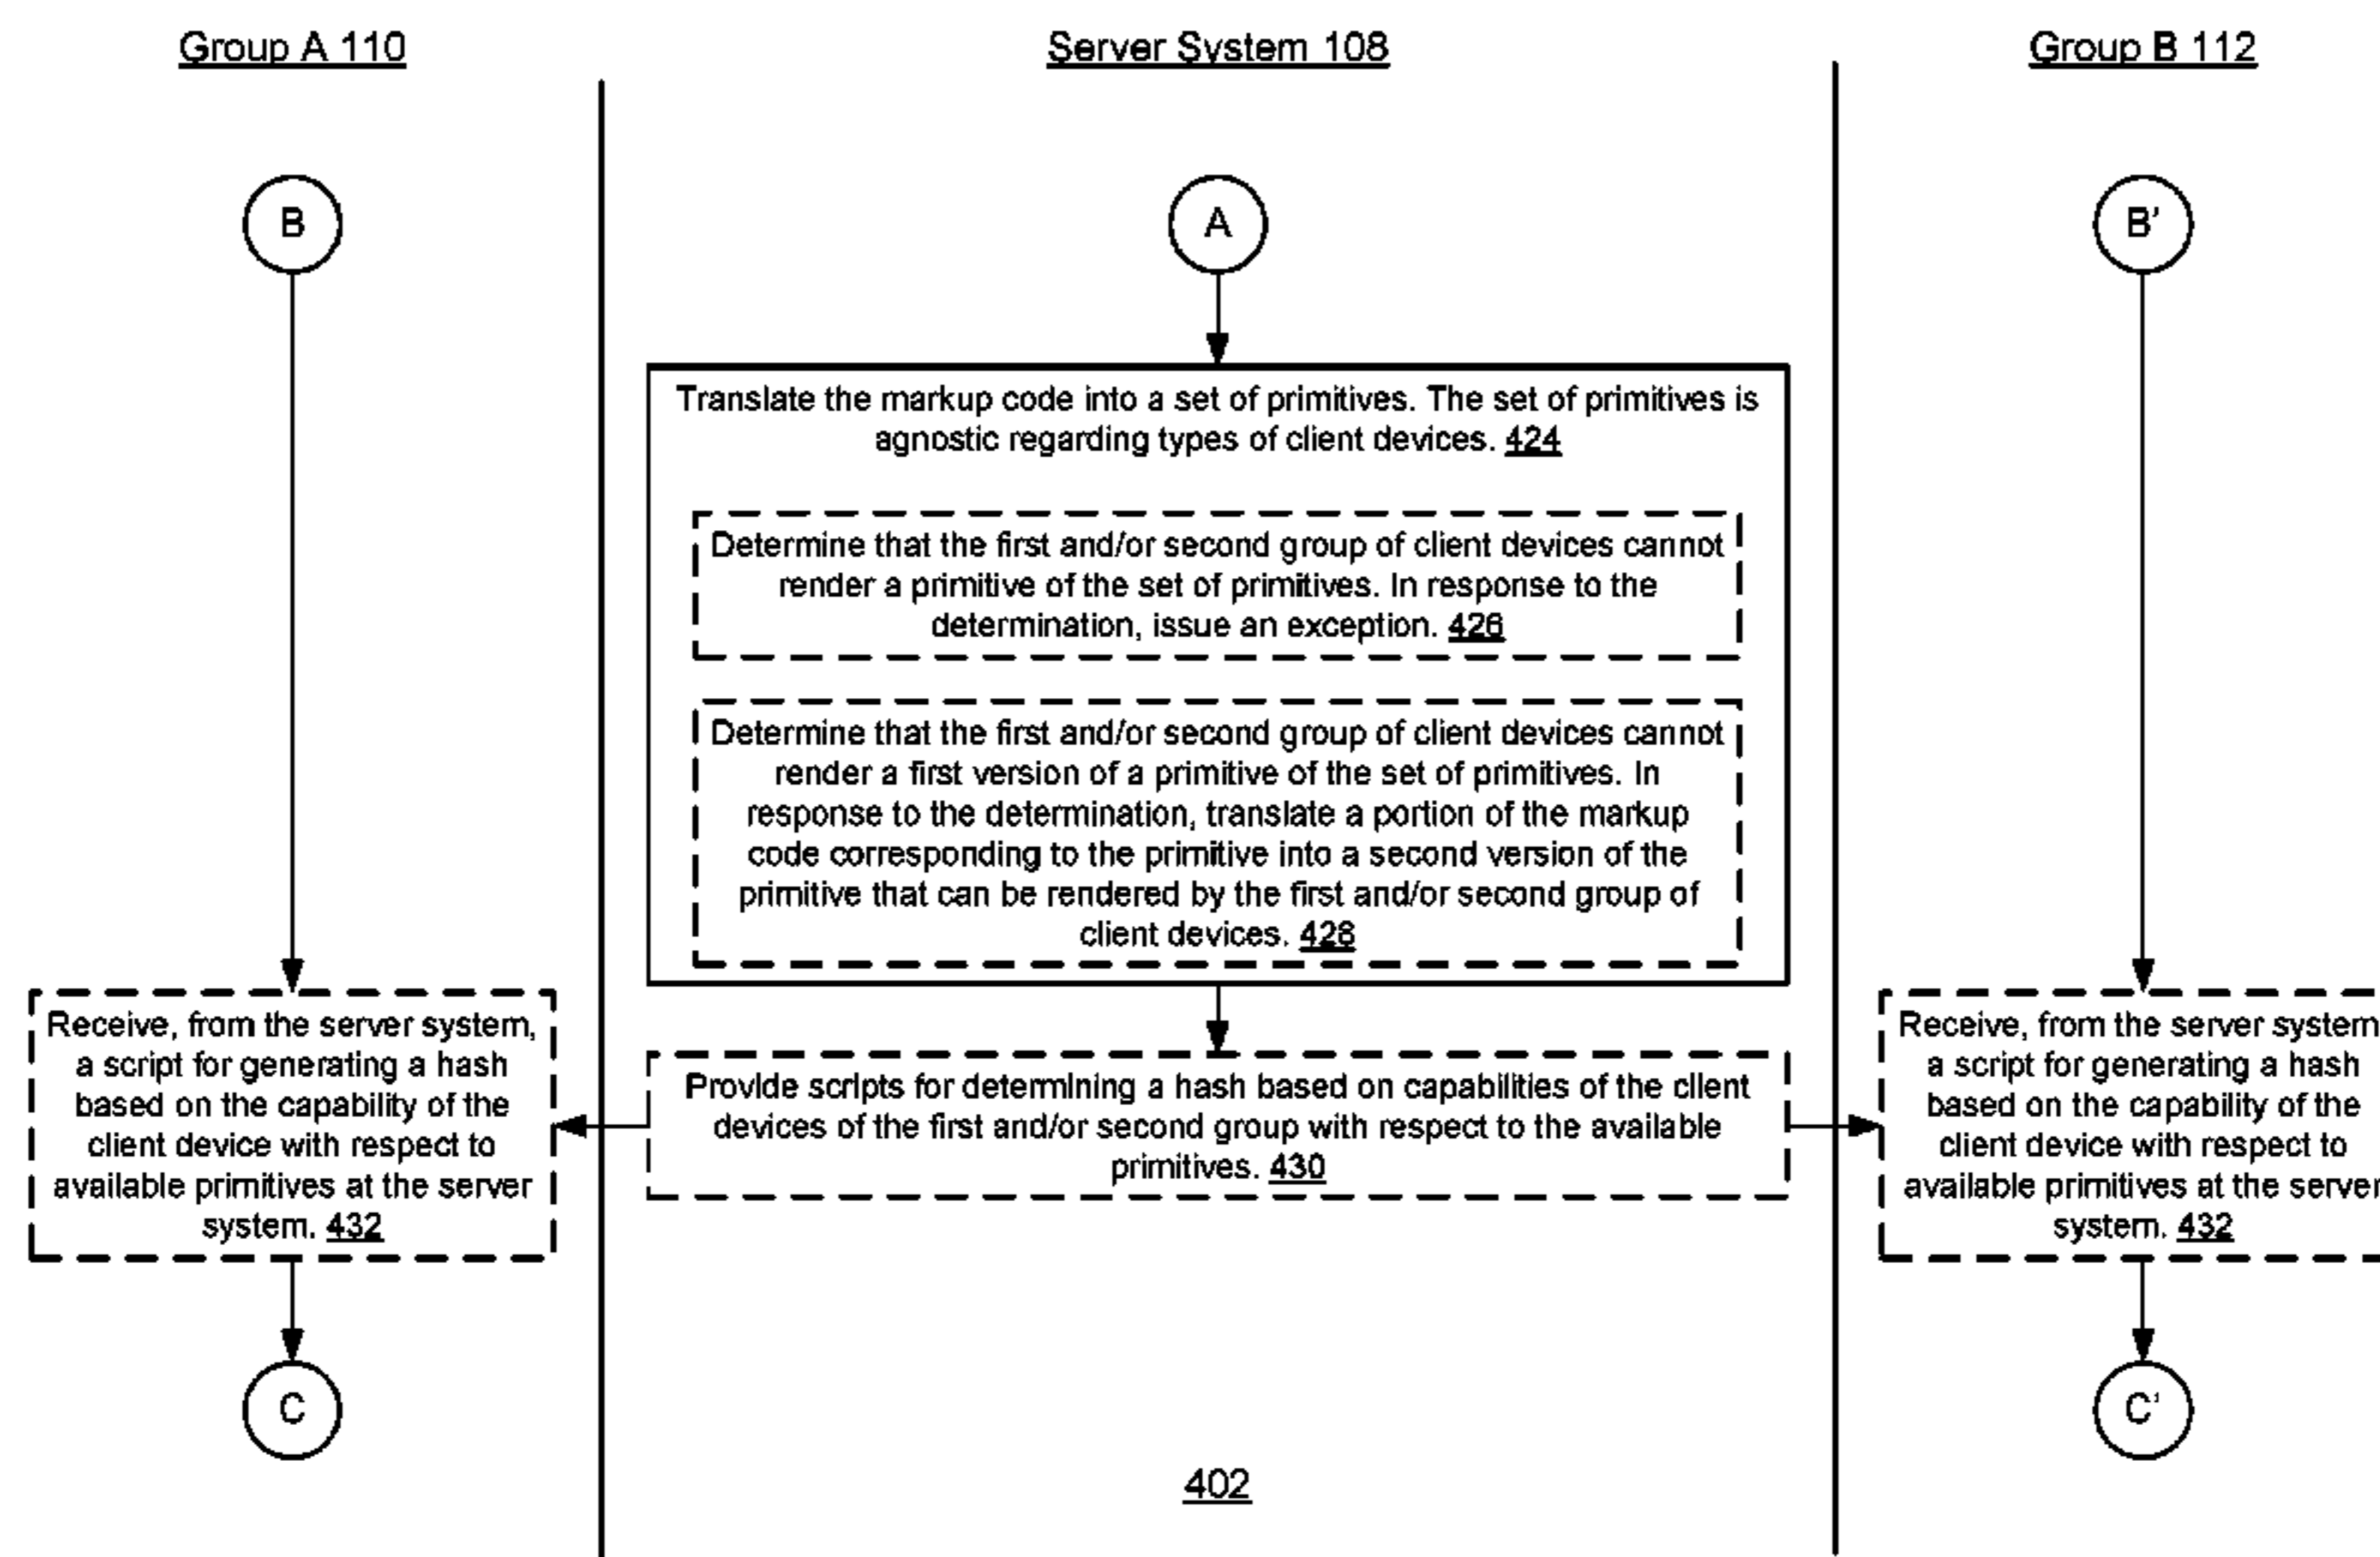 Group A 110
Server System 108
Group B 112
B
A
B'
Translate the markup code into a set of primitives. The set of primitives is
agnostic regarding types of client devices. 424
Determine that the first and/or second group of client devices cannot
render a primitive of the set of primitives. In response to the
determination, issue an exception. 426
Determine that the first and/or second group of client devices cannot
render a first version of a primitive of the set of primitives. In
response to the determination, translate a portion of the markup
code corresponding to the primitive into a second version of the
primitive that can be rendered by the first and/or second group of
client devices. 428
Receive, from the server system,
a script for generating a hash
based on the capability of the
client device with respect to
available primitives at the server
system. 432
Provide scripts for determining a hash based on capabilities of the client
devices of the first and/or second group with respect to the available
primitives. 430
Receive, from the server system
a script for generating a hash
based on the capability of the
client device with respect to
available primitives at the server
system. 432
C
C'
402